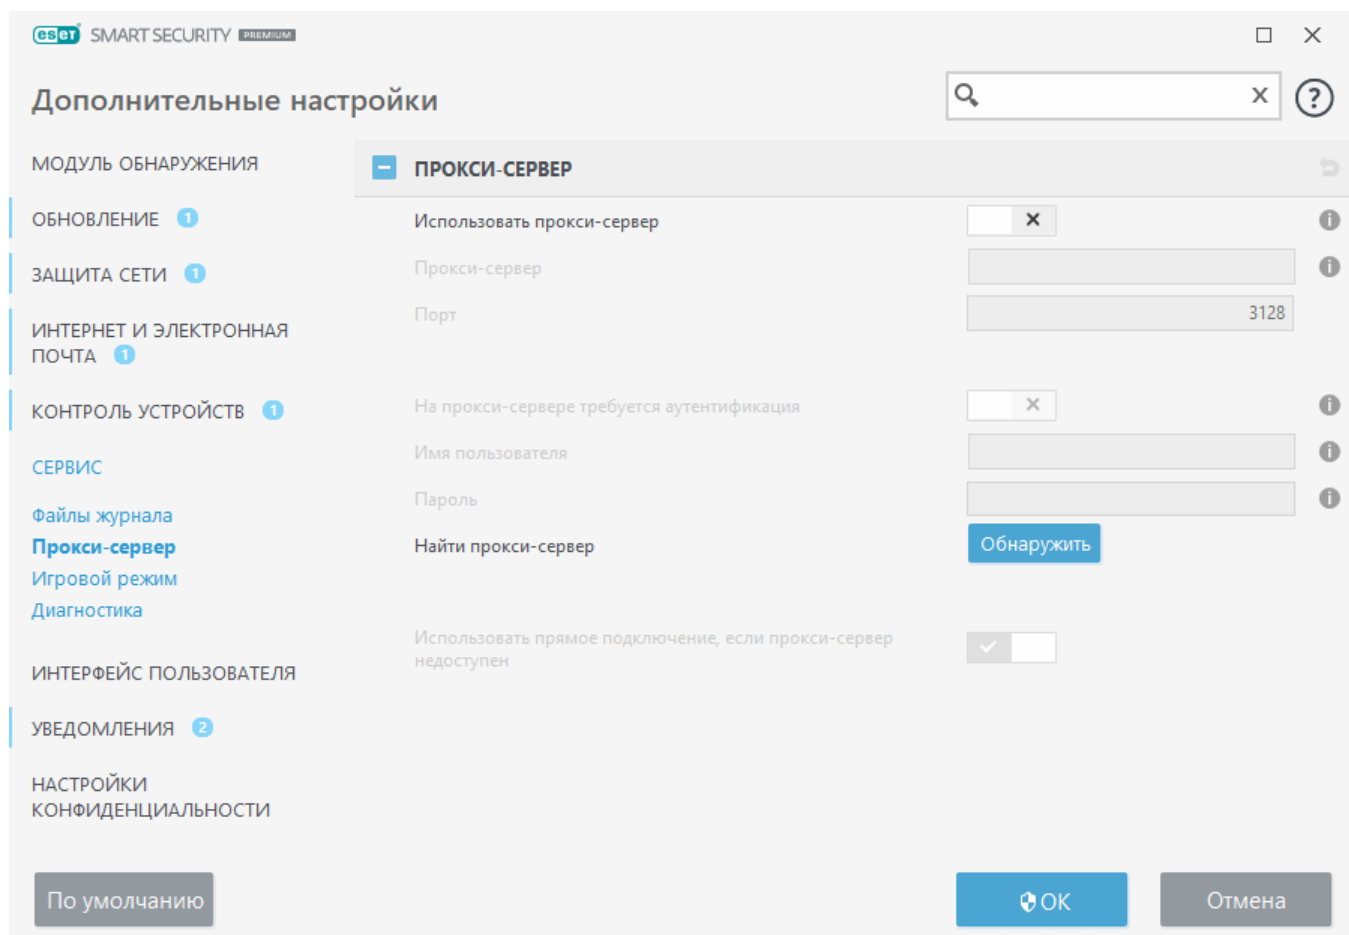 eseT SMART SECURITY PREMIUM
Дополнительные настройки
X
?
МОДУЛЬ ОБНАРУЖЕНИЯ
ОБНОВЛЕНИЕ 1
ЗАЩИТА СЕТИ 1
ИНТЕРНЕТ И ЭЛЕКТРОННАЯ
ПОЧТА 1
КОНТРОЛЬ УСТРОЙСТВ 1
СЕРВИС
Файлы журнала
Прокси-сервер
Игровой режим
Диагностика
ИНТЕРФЕЙС ПОЛЬЗОВАТЕЛЯ
УВЕДОМЛЕНИЯ 2
НАСТРОЙКИ
КОНФИДЕНЦИАЛЬНОСТИ
ПРОКСИ-СЕРВЕР
Использовать прокси-сервер
Прокси-сервер
Порт 3128
На прокси-сервере требуется аутентификация
Имя пользователя
Пароль
Найти прокси-сервер Обнаружить
Использовать прямое подключение, если прокси-сервер
недоступен
По умолчанию
ОК
Отмена